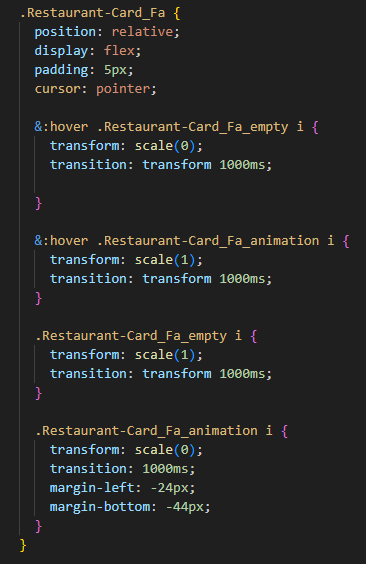 .Restaurant-Card_Fa {
position: relative;
display: flex;
padding: 5px;
cursor: pointer;
&:hover .Restaurant-Card_Fa_empty i {
transform: scale(0);
transition: transform 1000ms;
}
&:hover .Restaurant-Card_Fa_animation i {
transform: scale(1);
transition: transform 1000ms;
}
.Restaurant-Card_Fa_empty i {
transform: scale(1);
transition: transform 1000ms;
}
.Restaurant-Card_Fa_animation i {
transform: scale(0);
transition: 1000ms;
margin-left: -24px;
margin-bottom: -44px;
}
}